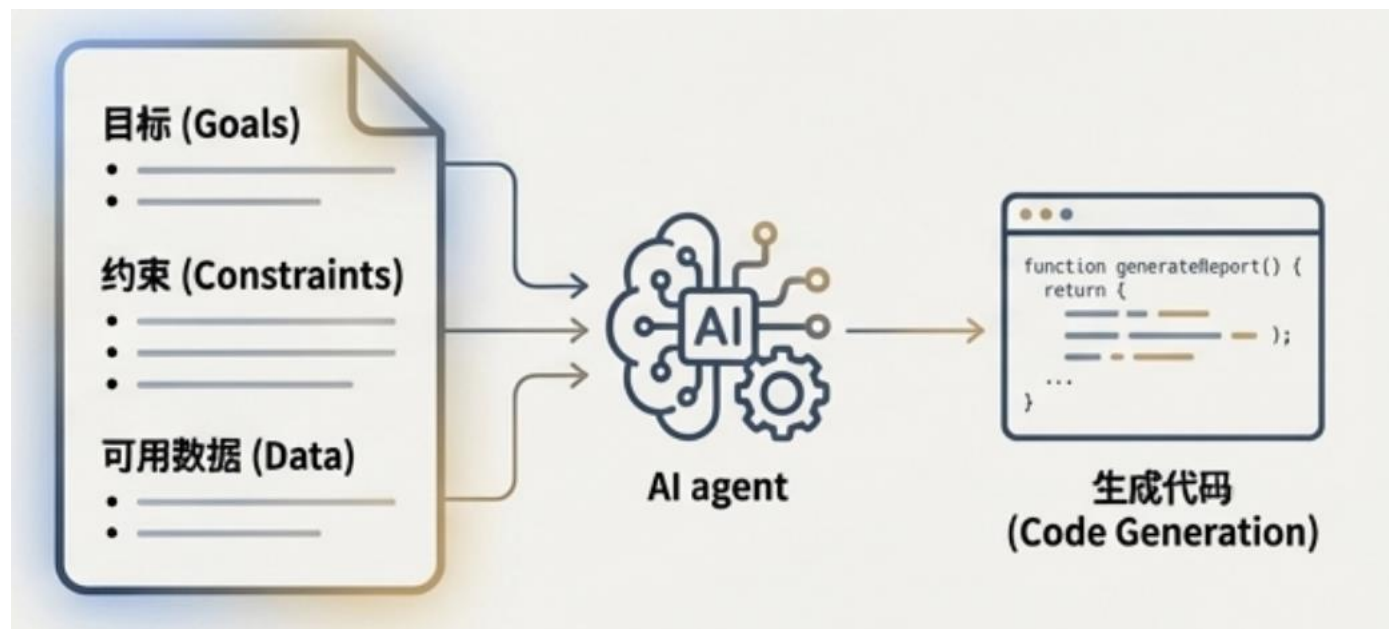 目标 (Goals)
约束 (Constraints)
可用数据 (Data)
AI
AI agent
function generateReport() {
return {
);
...
}
生成代码
(Code Generation)